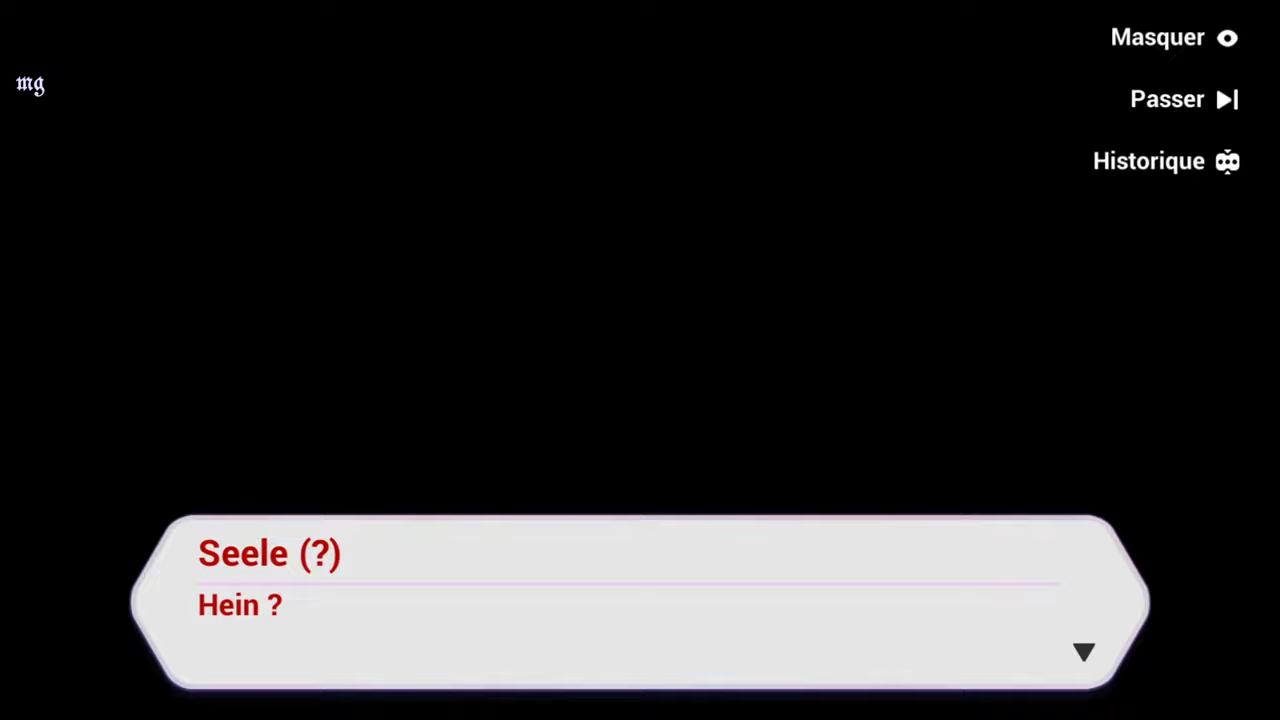 Masquer
mg
Passer
Historique
Seele (?)
Hein ?